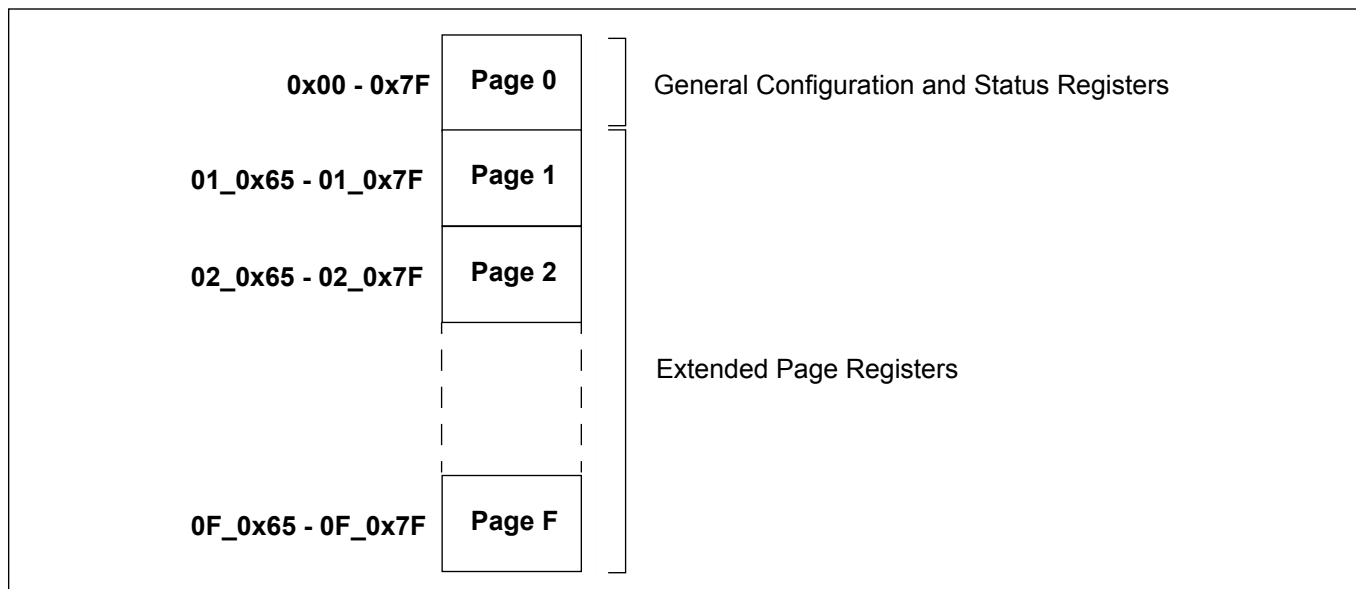 0x00 - 0x7F Page 0 General Configuration and Status Registers
01_0x65 - 01_0x7F Page 1
02_0x65 - 02_0x7F Page 2
Extended Page Registers
0F_0x65 - 0F_0x7F Page F